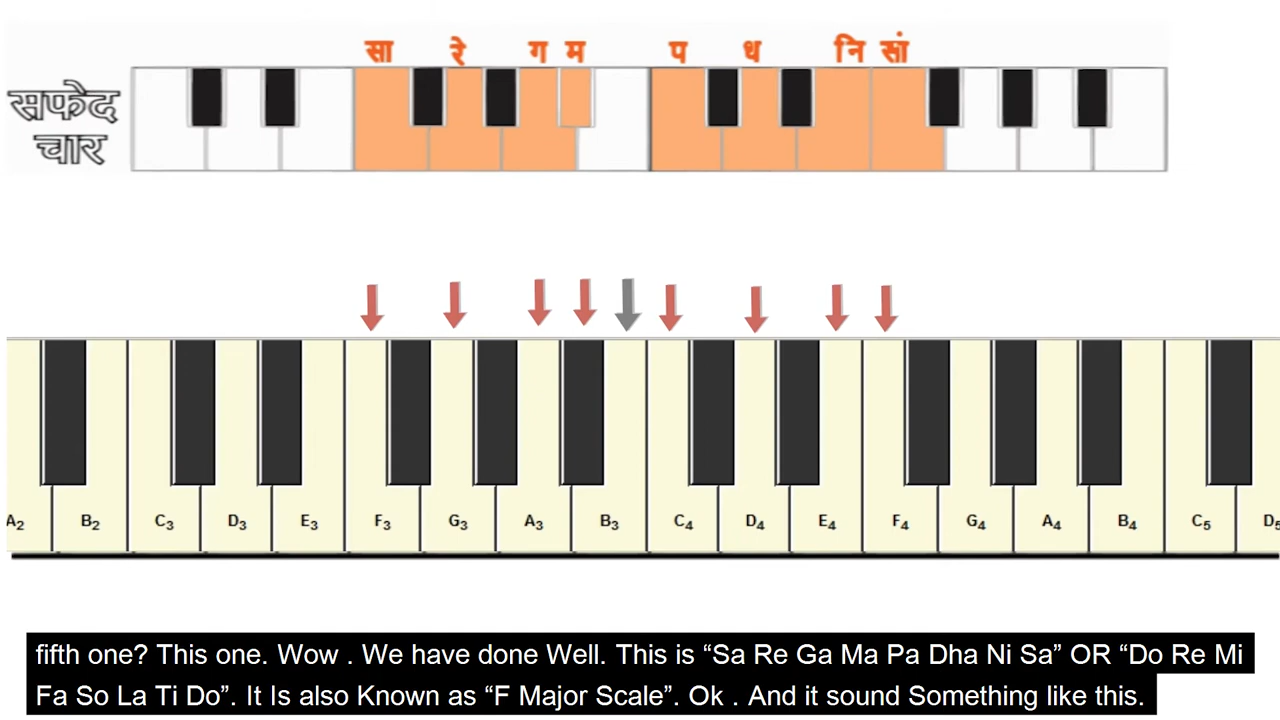 सा रे ग म प ध नि सां
सफेद
चार
A2 B2 C3 D3 E3 F3 G3 A3 B3 C4 D4 E4 F4 G4 A4 B4 C5 D5
fifth one? This one. Wow . We have done Well. This is “Sa Re Ga Ma Pa Dha Ni Sa” OR “Do Re Mi
Fa So La Ti Do”. It Is also Known as “F Major Scale”. Ok . And it sound Something like this.